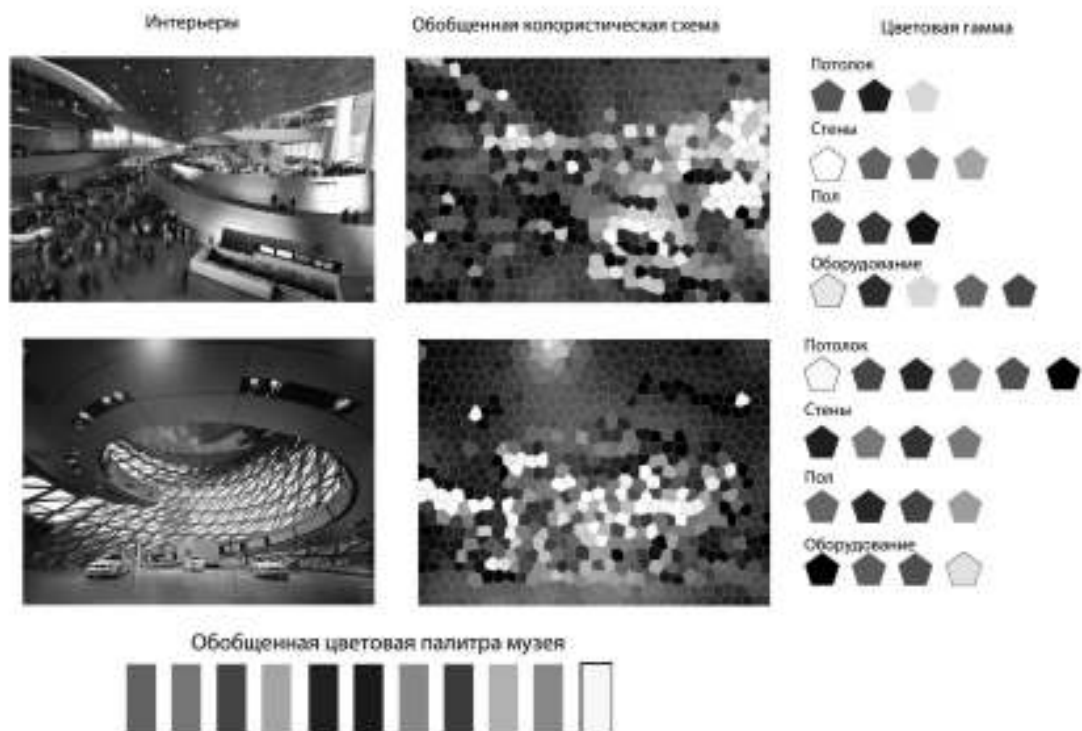 Интерьеры
Обобщенная колористическая схема
Цветовая гамма
Потолок
Стены
Пол
Оборудование
Потолок
Стены
Пол
Оборудование
Обобщенная цветовая палитра музея